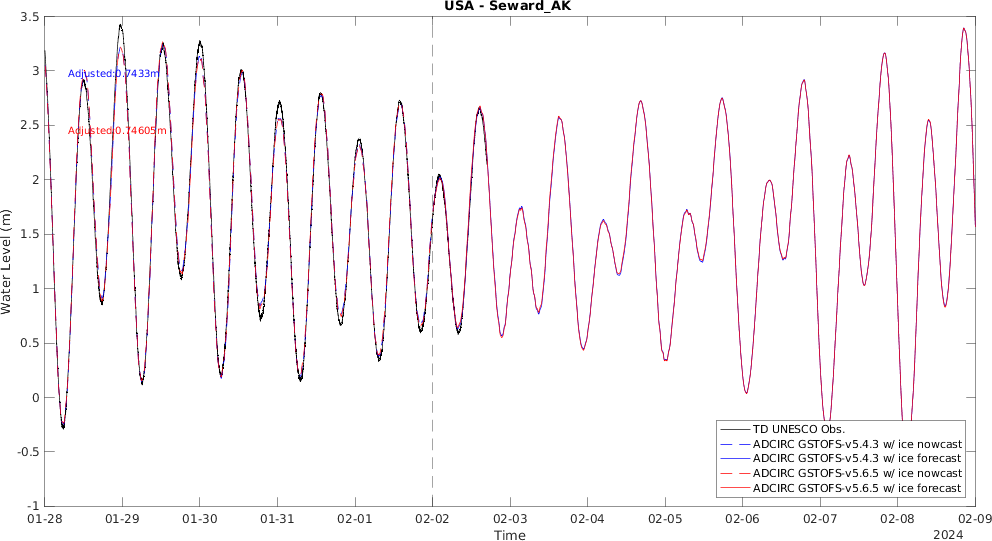 USA - Seward_AK
3.5
3
2.5
2
1.5
1
0.5
0
-0.5
-1
Water Level (m)
Adjusted:0.7433m
Adjusted:0.74605m
TD UNESCO Obs.
ADCIRC GSTOFS-v5.4.3 w/ ice nowcast
ADCIRC GSTOFS-v5.4.3 w/ ice forecast
ADCIRC GSTOFS-v5.6.5 w/ ice nowcast
ADCIRC GSTOFS-v5.6.5 w/ ice forecast
01-28 01-29 01-30 01-31 02-01 02-02 02-03 02-04 02-05 02-06 02-07 02-08 02-09
Time
2024